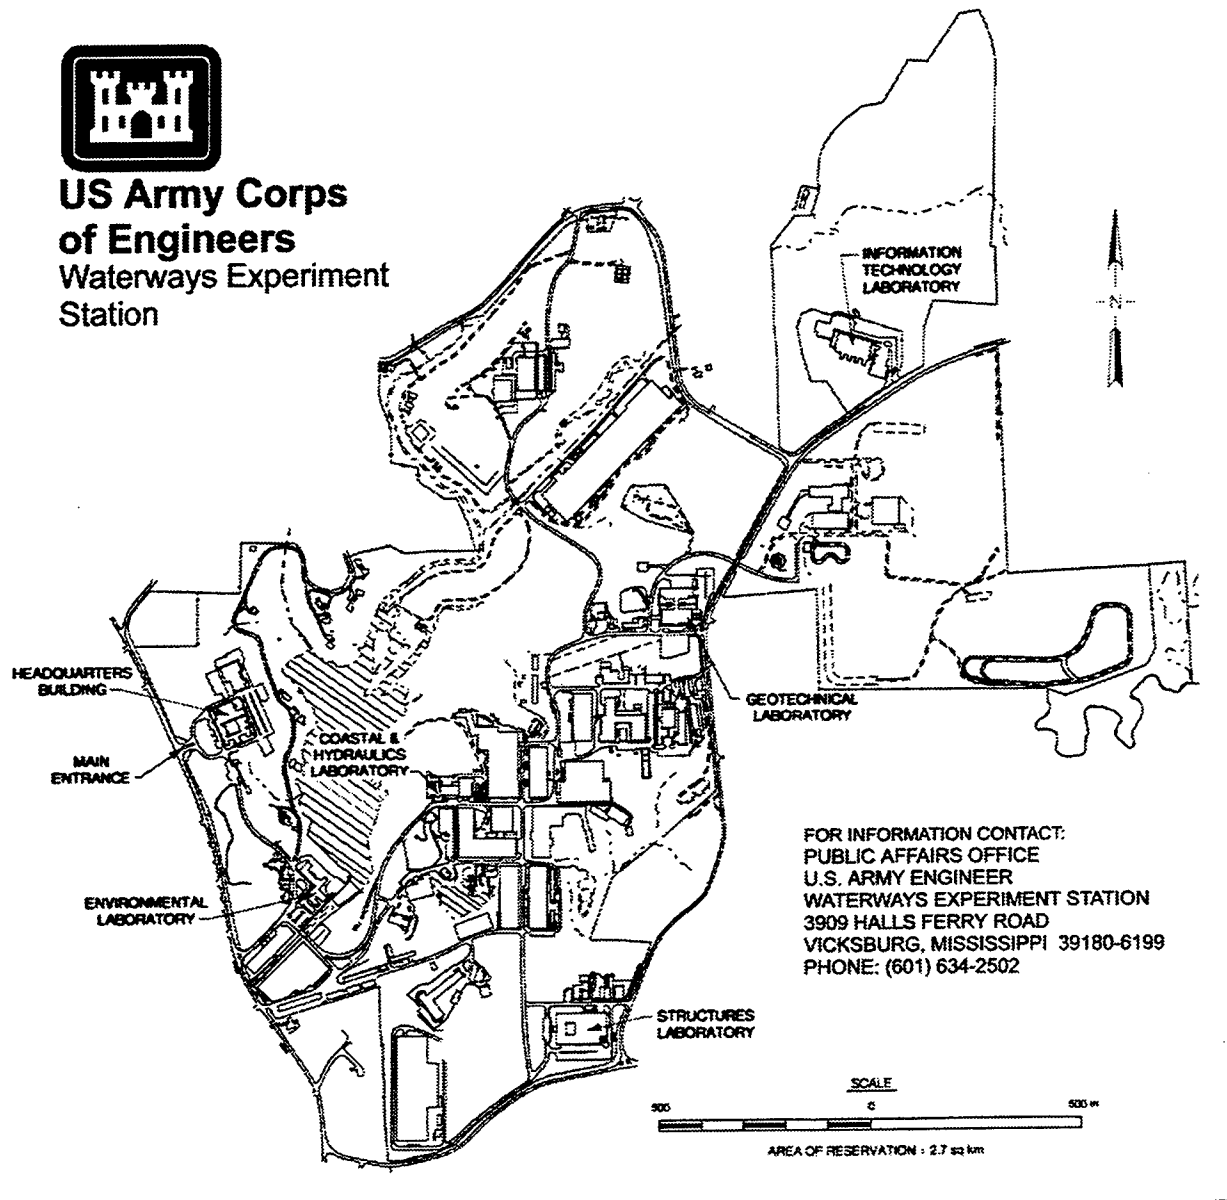 US Army Corps
of Engineers
Waterways Experiment
Station
INFORMATION
TECHNOLOGY
LABORATORY
N
HEADQUARTERS
BUILDING
MAIN
ENTRANCE
COASTAL &
HYDRAULICS
LABORATORY
GEOTECHNICAL
LABORATORY
ENVIRONMENTAL
LABORATORY
STRUCTURES
LABORATORY
FOR INFORMATION CONTACT:
PUBLIC AFFAIRS OFFICE
U.S. ARMY ENGINEER
WATERWAYS EXPERIMENT STATION
3909 HALLS FERRY ROAD
VICKSBURG, MISSISSIPPI 39180-6199
PHONE: (601) 634-2502
SCALE
500 0 500 m
AREA OF RESERVATION : 2.7 sq km